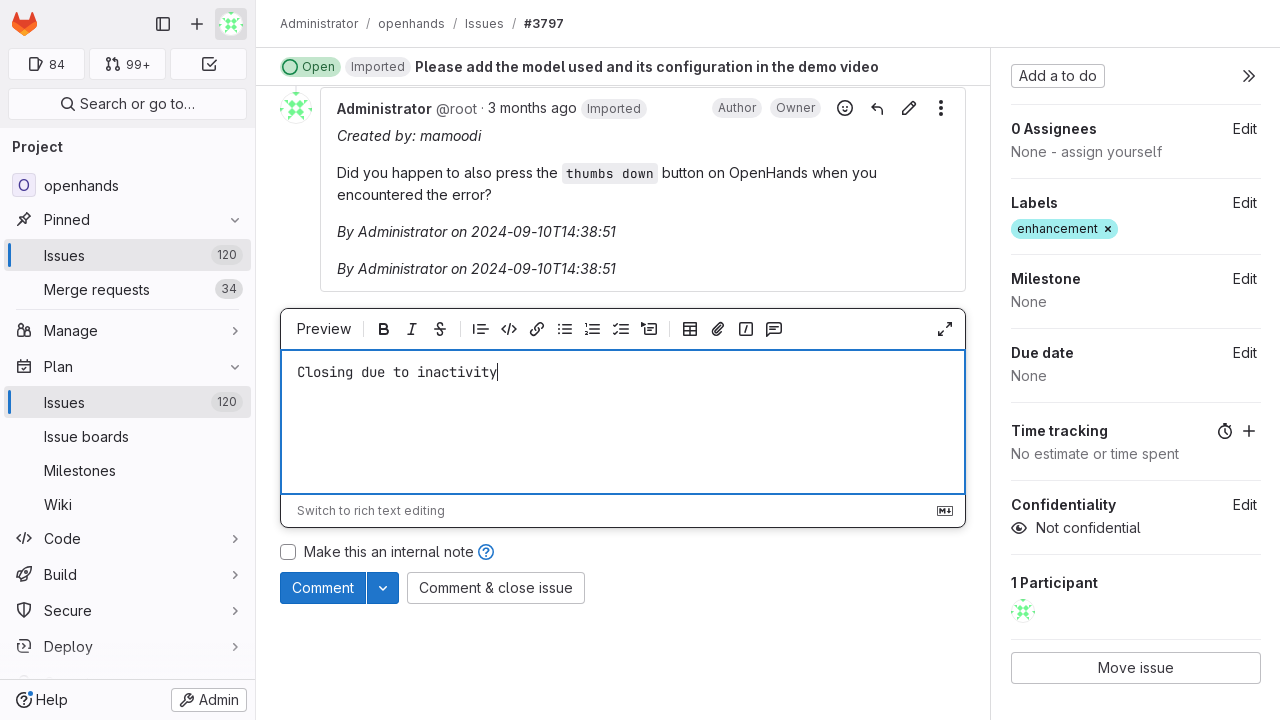 84
99+
Search or go to…
Project
O openhands
Pinned
Issues 120
Merge requests 34
Manage
Plan
Issues 120
Issue boards
Milestones
Wiki
Code
Build
Secure
Deploy
Help
Admin
Administrator / openhands / Issues / #3797
Open Imported Please add the model used and its configuration in the demo video
Administrator @root · 3 months ago Imported Author Owner
Created by: mamoodi
Did you happen to also press the thumbs down button on OpenHands when you
encountered the error?
By Administrator on 2024-09-10T14:38:51
By Administrator on 2024-09-10T14:38:51
Preview
Closing due to inactivity
Switch to rich text editing
Make this an internal note
Comment
Comment & close issue
Add a to do
0 Assignees Edit
None - assign yourself
Labels Edit
enhancement ×
Milestone Edit
None
Due date Edit
None
Time tracking
No estimate or time spent
Confidentiality Edit
Not confidential
1 Participant
Move issue